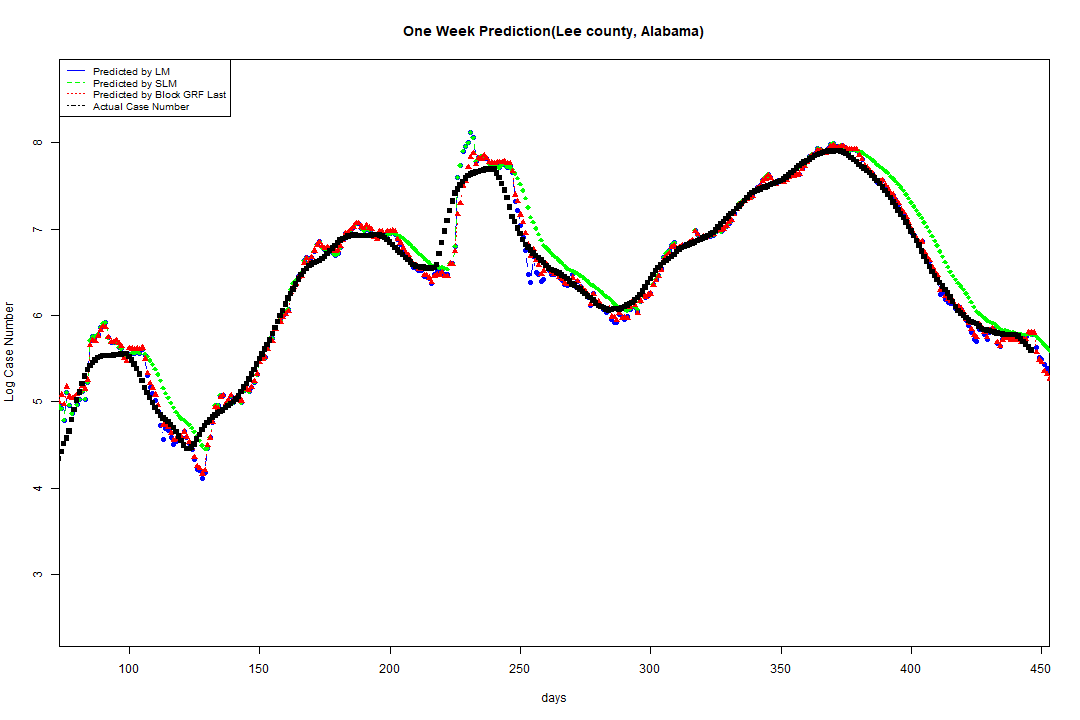 One Week Prediction(Lee county, Alabama)
Predicted by LM
Predicted by SLM
Predicted by Block GRF Last
Actual Case Number
8
7
6
5
4
3
Log Case Number
100 150 200 250 300 350 400 450
days